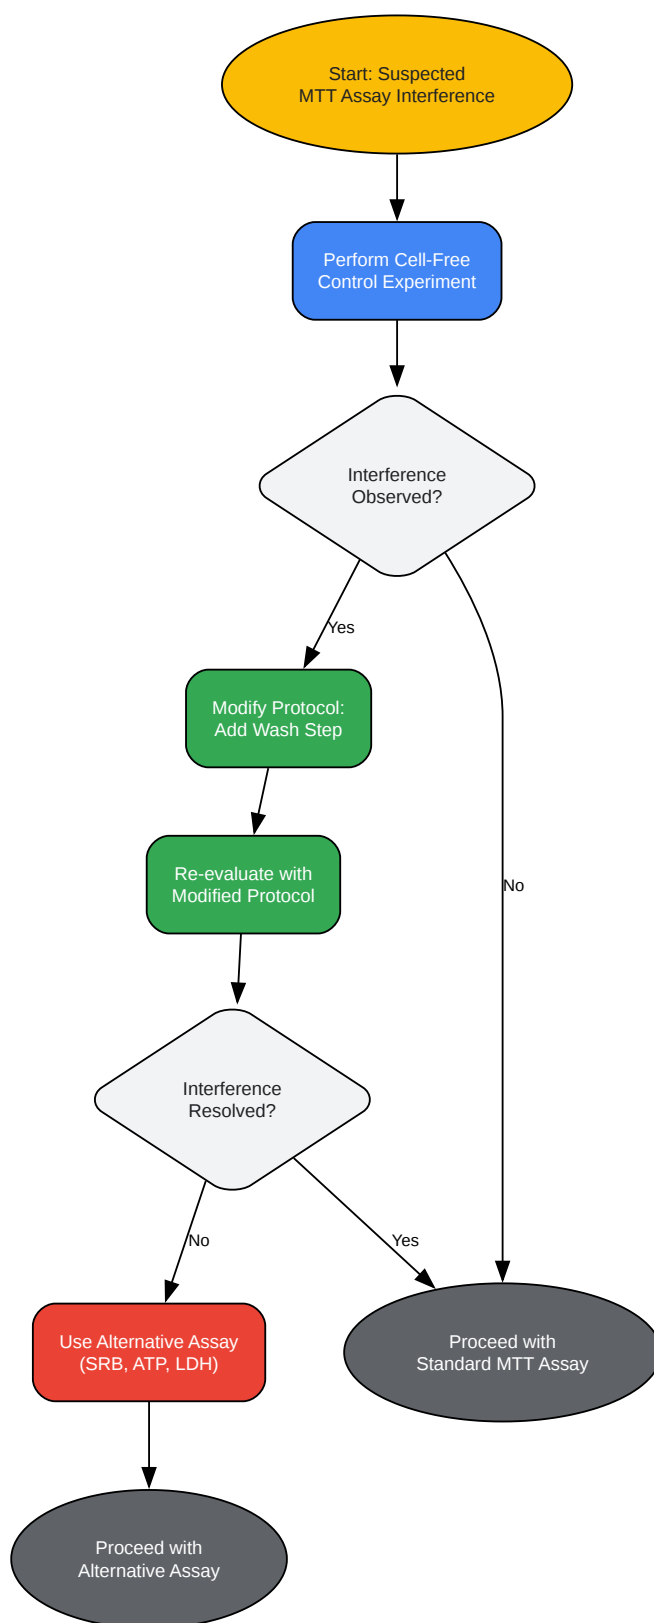 Start: Suspected
MTT Assay Interference
Perform Cell-Free
Control Experiment
Interference
Observed?
Yes
Modify Protocol:
Add Wash Step
Re-evaluate with
Modified Protocol
No
Interference
Resolved?
No
Yes
Use Alternative Assay
(SRB, ATP, LDH)
Proceed with
Standard MTT Assay
Proceed with
Alternative Assay